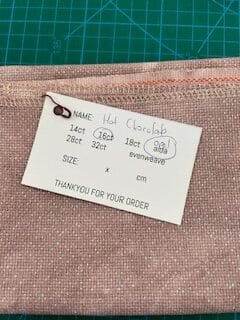 NAME: Hot Chocolate
14ct 16ct 18ct aida
28ct 32ct evenweave
SIZE: x cm
THANKYOU FOR YOUR ORDER